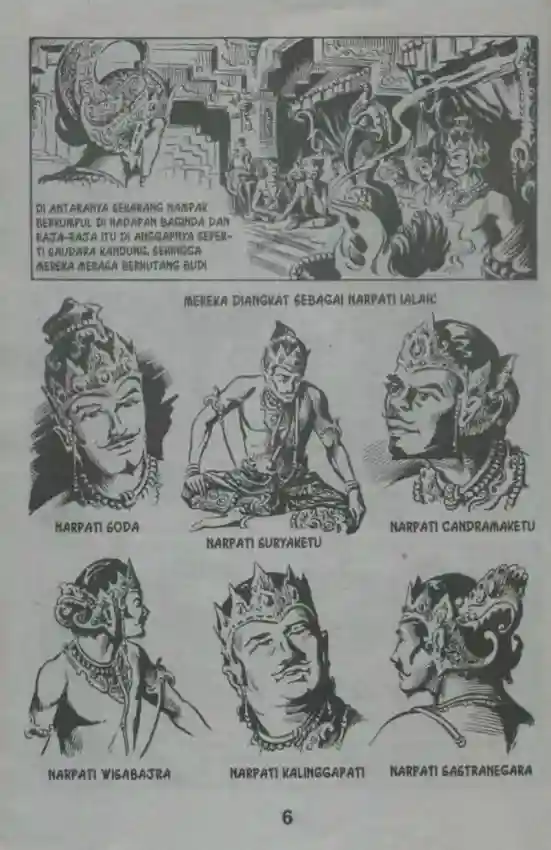 DI ANTARANYA SEKARANG NAMPAK
BERKUMPUL DI HADAPAN BAGINDA DAN
RAJA-RAJA ITU DI ANGGAPNYA SEPER-
TI SAUDARA KANDUNG, SEHINGGA
MEREKA MERASA BERHUTANG BUDI
MEREKA DIANGKAT SEBAGAI NARPATI IALAH:
NARPATI SODA
NARPATI SURYAKETU
NARPATI CANDRAMAKETU
NARPATI WISABAJRA
NARPATI KALINGGAPATI
NARPATI SASTRANEGARA
6